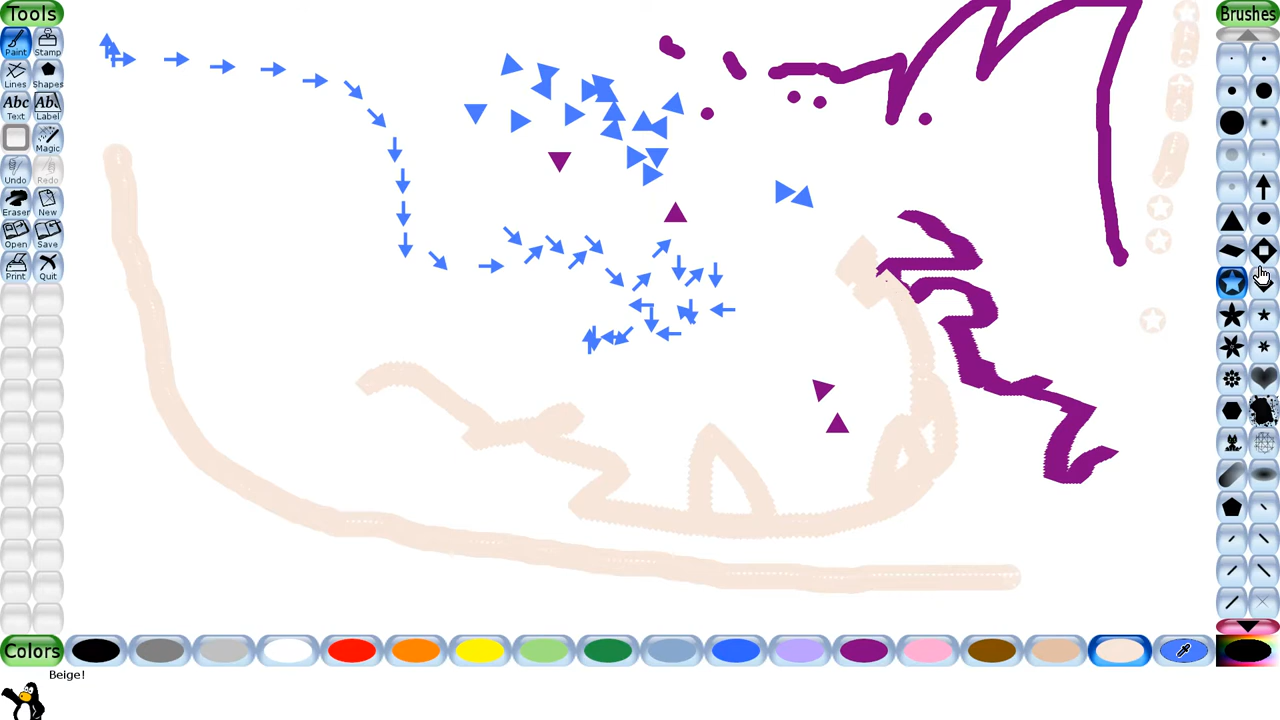 Tools
Brushes
Paint
Stamp
Lines
Shapes
Abc
Text
Abc
Label
Magic
Undo
Redo
Eraser
New
Open
Save
Print
Quit
Colors
Beige!